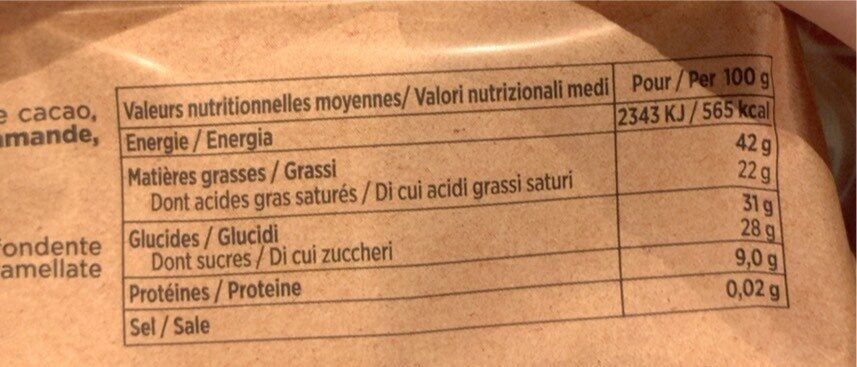 e cacao,
amande,
fondente
amellate
Valeurs nutritionnelles moyennes/ Valori nutrizionali medi Pour / Per 100 g
Energie / Energia 2343 KJ / 565 kcal
Matières grasses / Grassi 42 g
Dont acides gras saturés / Di cui acidi grassi saturi 22 g
Glucides / Glucidi 31 g
Dont sucres / Di cui zuccheri 28 g
Protéines / Proteine 9,0 g
Sel / Sale 0,02 g